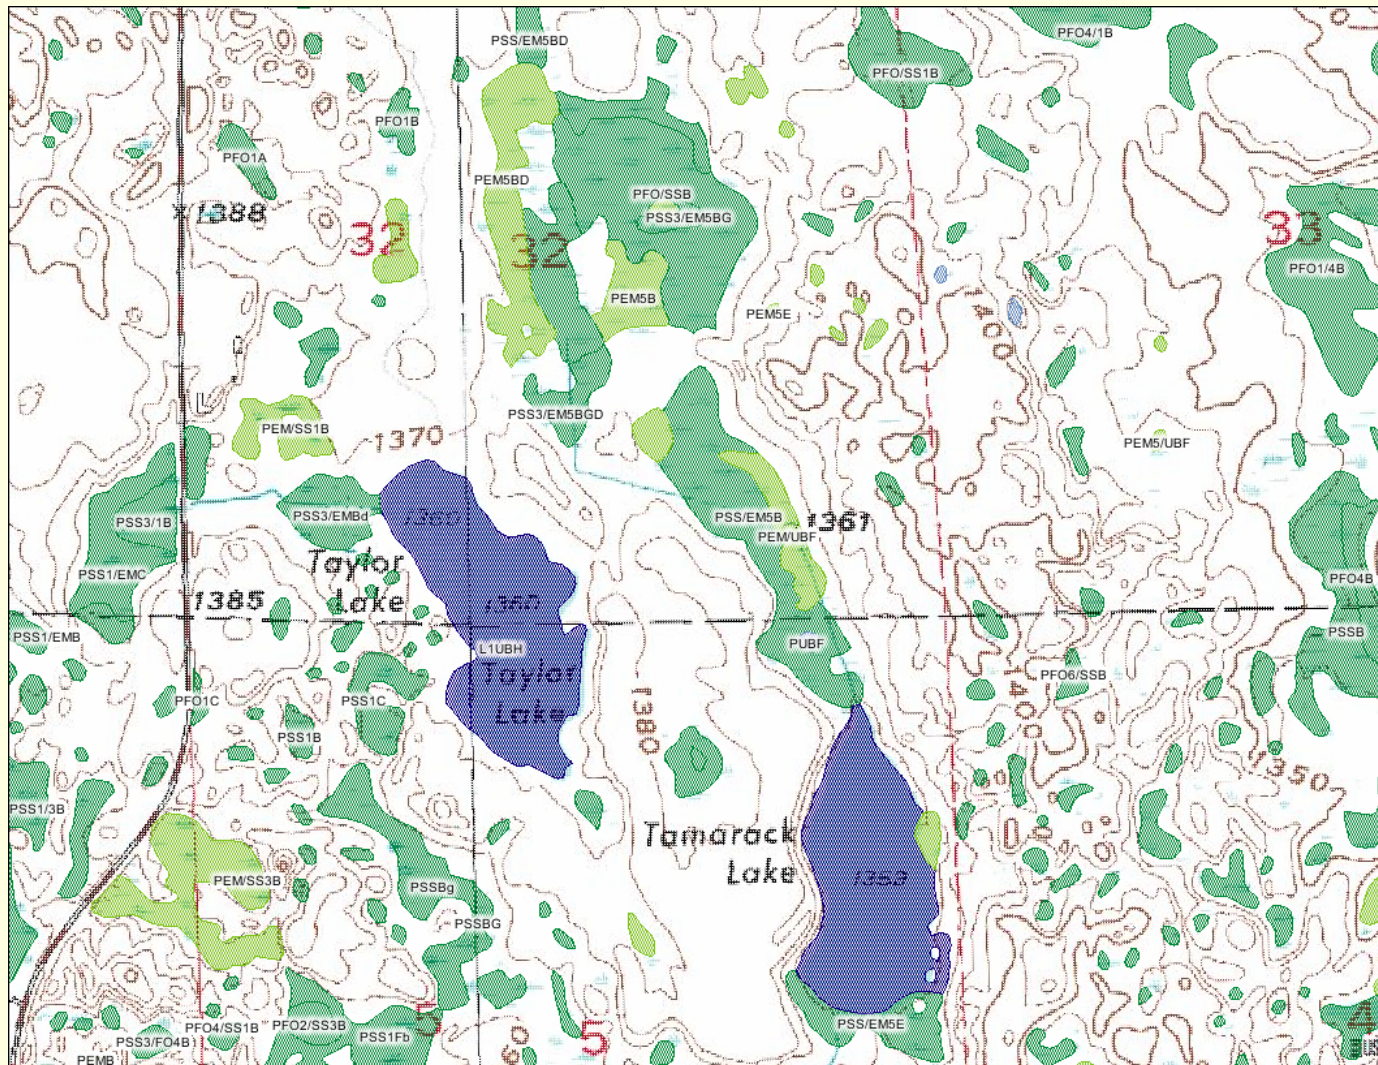 PSS/EM5BD
PFO4/1B
PFO/SS1B
PFO1B
PFO1A
PEM5BD
PFO/SSB
1388
PSS3/EM5BG
32
32
33
PFO1/4B
PEM5B
PEM5E
1400
PSS3/EM5BGD
PEM/SS1B
1370
PEM5/UBF
PSS3/1B
PSS3/EMBd
PSS/EM5B
1361
PEM/UBF
Taylor
Lake
PSS1/EMC
1385
1360
PFO4B
PSS1/EMB
PUBF
PSSB
L1UBH
Taylor
Lake
PFO6/SSB
PFO1C
PSS1C
1400
1380
PSS1B
1350
PSS1/3B
Tamarack
Lake
PEM/SS3B
PSSBg
1353
PSSBG
PFO4/SS1B
PFO2/SS3B
5
PSS/EM5E
4
PSS3/FO4B
PSS1Fb
5
PEMB